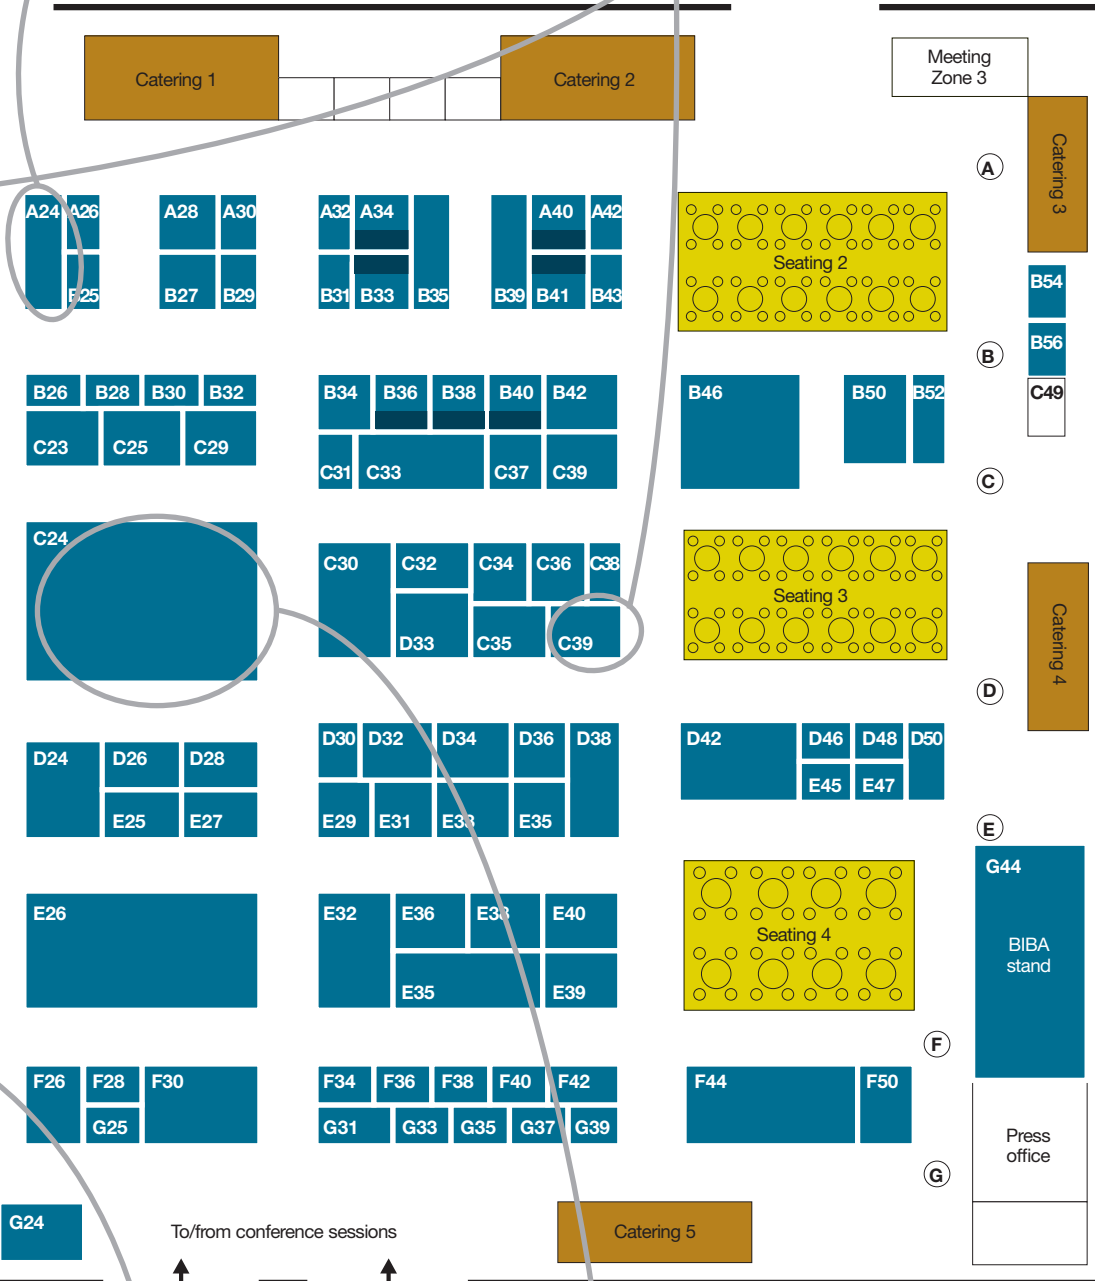 Catering 1
Catering 2
Meeting
Zone 3
Catering 3
A
A24
A26
A28
A30
A32
A34
A40
A42
B25
B27
B29
B31
B33
B35
B39
B41
B43
Seating 2
B54
B
B56
B26
B28
B30
B32
B34
B36
B38
B40
B42
B46
B50
B52
C49
C23
C25
C29
C31
C33
C37
C39
C
C24
C30
C32
C34
C36
C38
Seating 3
D33
C35
C39
Catering 4
D
D24
D26
D28
D30
D32
D34
D36
D38
D42
D46
D48
D50
E25
E27
E29
E31
E33
E35
E45
E47
E
G44
BIBA
stand
E26
E32
E36
E38
E40
Seating 4
E35
E39
F
F26
F28
F30
F34
F36
F38
F40
F42
F44
F50
G25
G31
G33
G35
G37
G39
Press
office
G
G24
To/from conference sessions
Catering 5